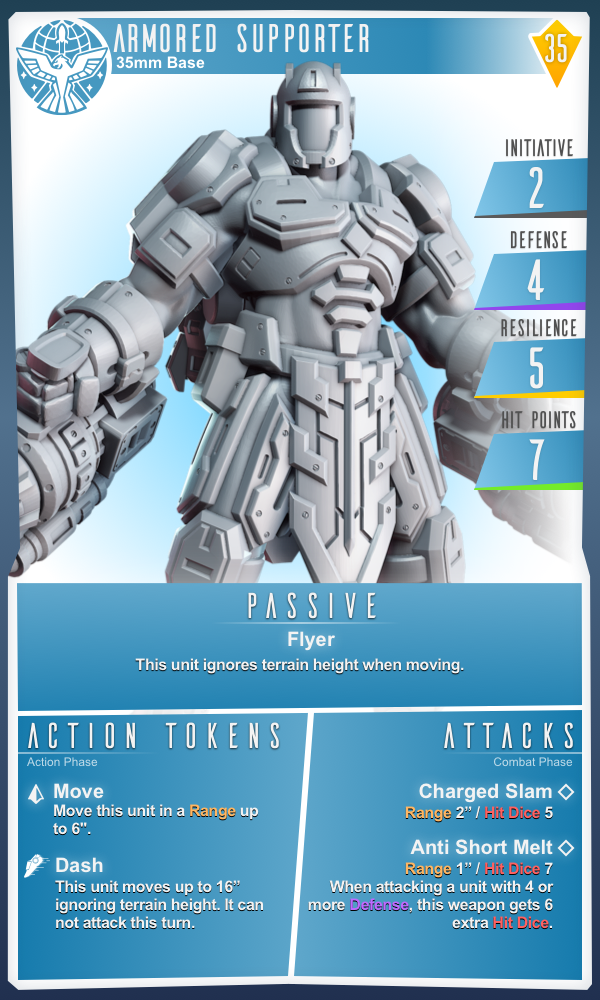 ARMORED SUPPORTER
35mm Base
35
INITIATIVE
2
DEFENSE
4
RESILIENCE
5
HIT POINTS
7
PASSIVE
Flyer
This unit ignores terrain height when moving.
ACTION TOKENS
Action Phase
Move
Move this unit in a Range up
to 6".
Dash
This unit moves up to 16”
ignoring terrain height. It can
not attack this turn.
ATTACKS
Combat Phase
Charged Slam
Range 2” / Hit Dice 5
Anti Short Melt
Range 1” / Hit Dice 7
When attacking a unit with 4 or
more Defense, this weapon gets 6
extra Hit Dice.